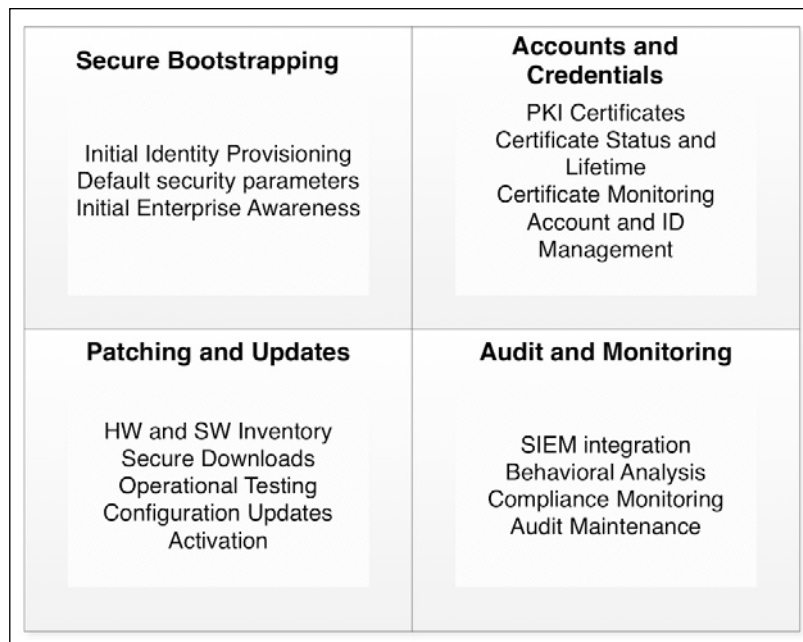 Secure Bootstrapping
Initial Identity Provisioning
Default security parameters
Initial Enterprise Awareness
Accounts and
Credentials
PKI Certificates
Certificate Status and
Lifetime
Certificate Monitoring
Account and ID
Management
Patching and Updates
HW and SW Inventory
Secure Downloads
Operational Testing
Configuration Updates
Activation
Audit and Monitoring
SIEM integration
Behavioral Analysis
Compliance Monitoring
Audit Maintenance